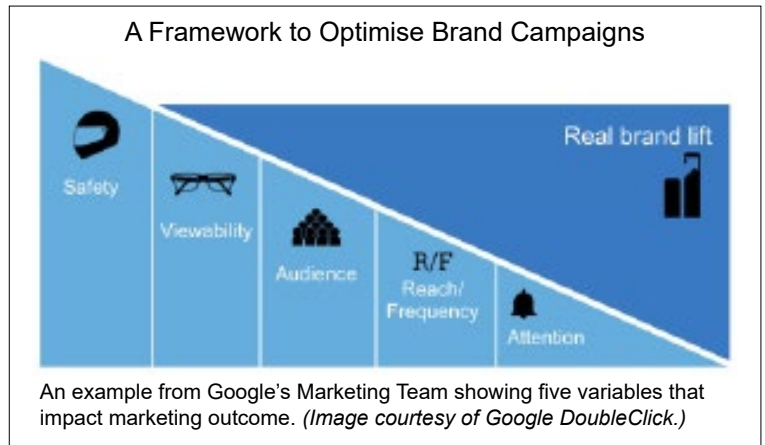 A Framework to Optimise Brand Campaigns
Real brand lift
Safety
Viewability
Audience
R/F
Reach/
Frequency
Attention
An example from Google's Marketing Team showing five variables that
impact marketing outcome. (Image courtesy of Google DoubleClick.)